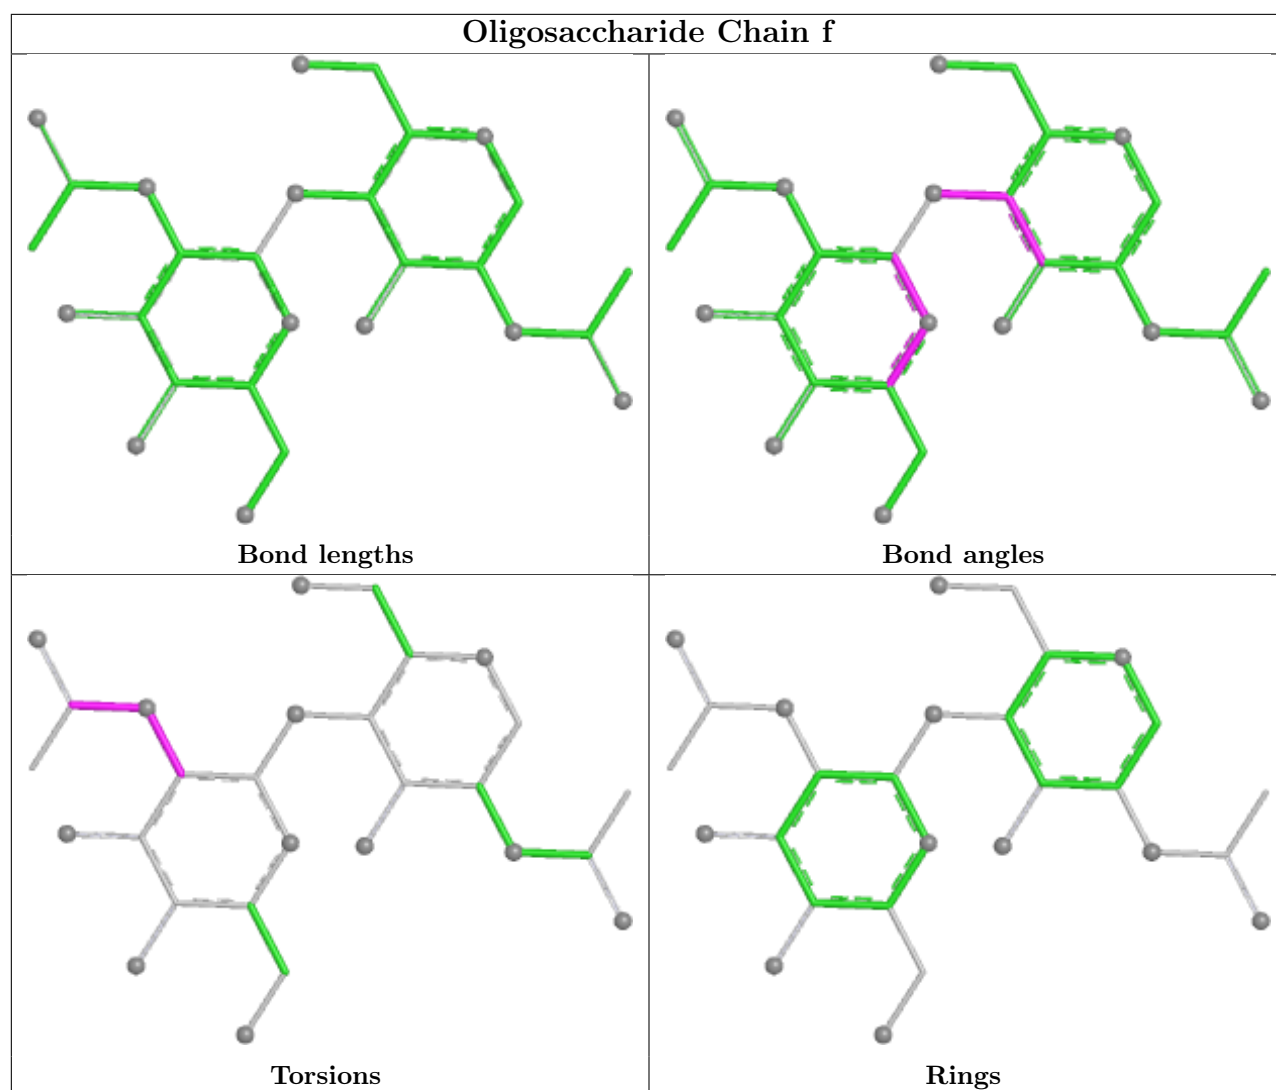 Oligosaccharide Chain f
Bond lengths
Bond angles
Torsions
Rings